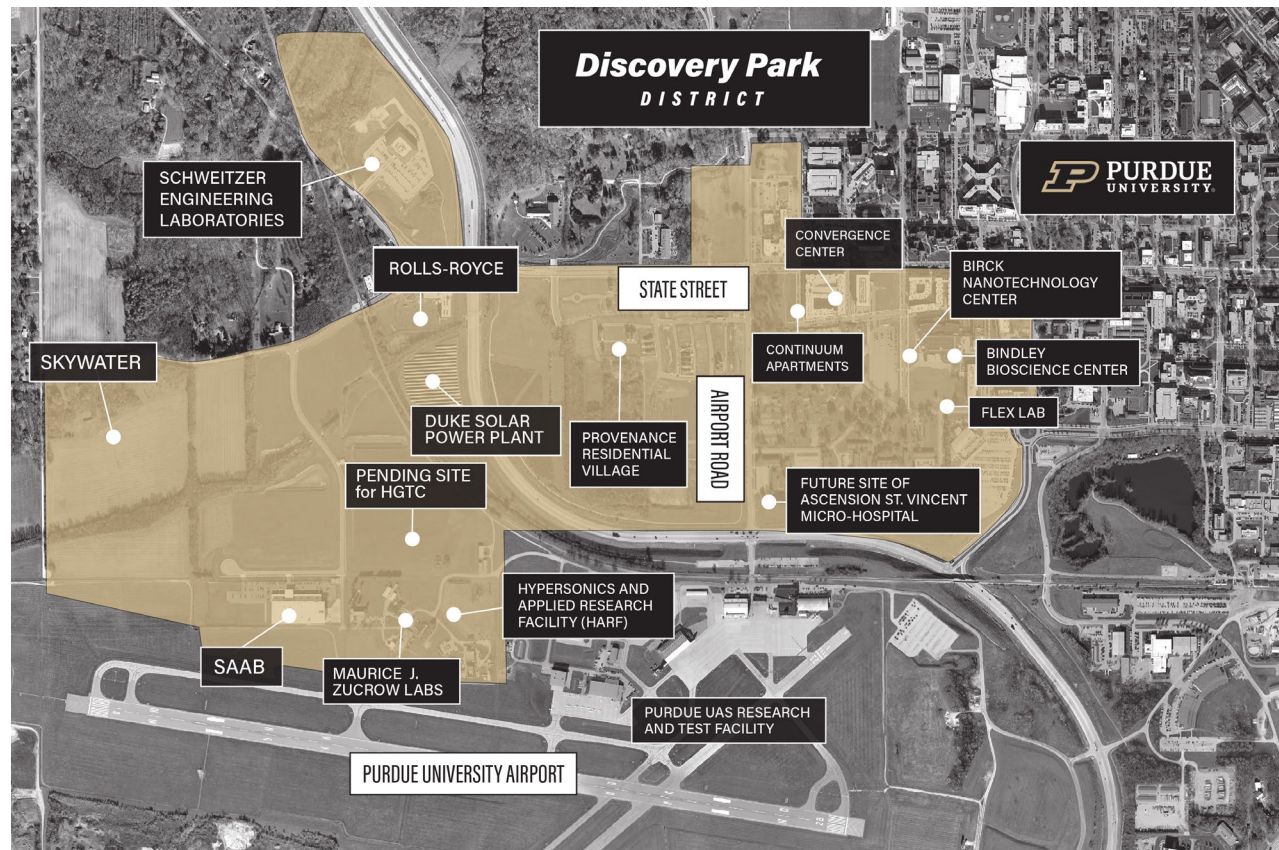 Discovery Park
DISTRICT
PURDUE
UNIVERSITY®
SCHWEITZER
ENGINEERING
LABORATORIES
CONVERGENCE
CENTER
ROLLS-ROYCE
BIRCK
NANOTECHNOLOGY
CENTER
STATE STREET
SKYWATER
CONTINUUM
APARTMENTS
BINDLEY
BIOSCIENCE CENTER
DUKE SOLAR
POWER PLANT
FLEX LAB
PROVENANCE
RESIDENTIAL
VILLAGE
AIRPORT ROAD
PENDING SITE
for HGTC
FUTURE SITE OF
ASCENSION ST. VINCENT
MICRO-HOSPITAL
HYPERSONICS AND
APPLIED RESEARCH
FACILITY (HARF)
SAAB
MAURICE J.
ZUCROW LABS
PURDUE UAS RESEARCH
AND TEST FACILITY
PURDUE UNIVERSITY AIRPORT
28